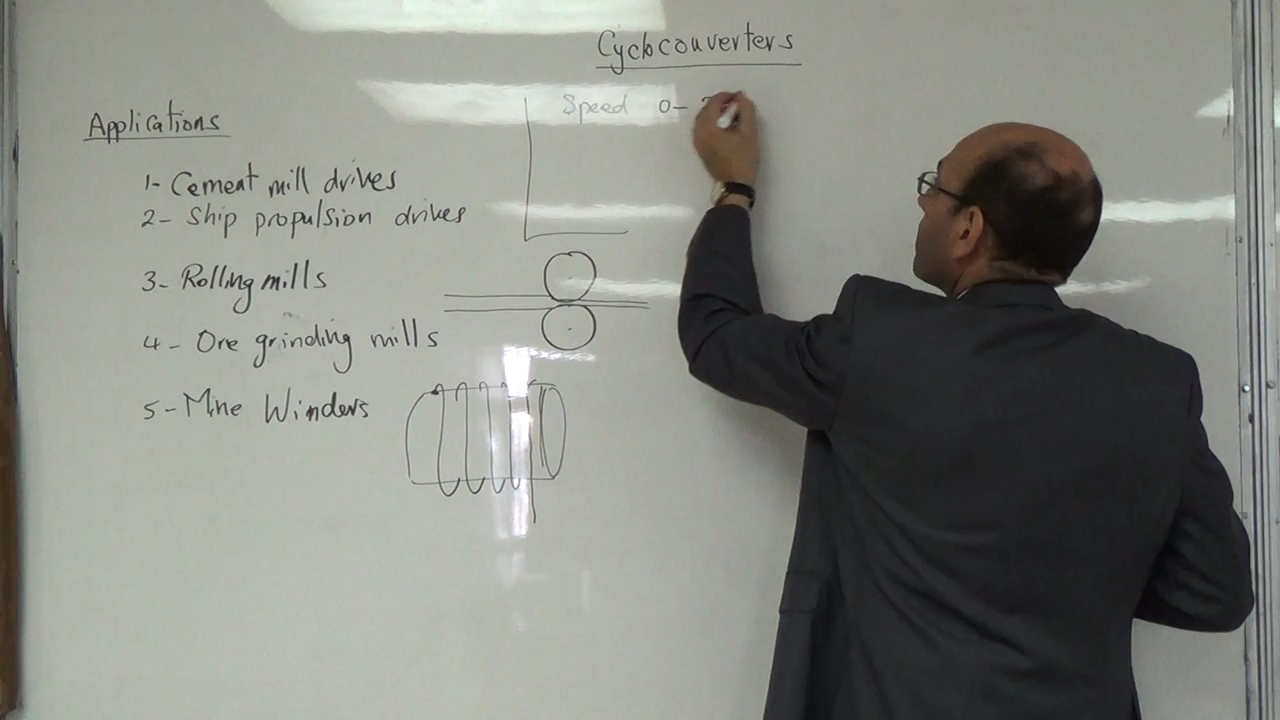 Cycloconverters
Speed 0-
Applications
1- Cement mill drives
2- Ship propulsion drives
3- Rolling mills
4- Ore grinding mills
5- Mine Winders